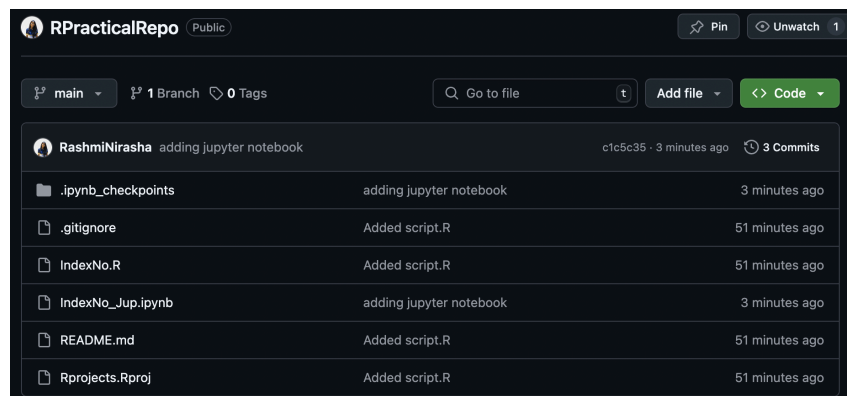 RPracticalRepo Public Pin Unwatch 1
main 1 Branch 0 Tags Go to file t Add file <> Code
RashmiNirasha adding jupyter notebook c1c5c35 · 3 minutes ago 3 Commits
.ipynb_checkpoints adding jupyter notebook 3 minutes ago
.gitignore Added script.R 51 minutes ago
IndexNo.R Added script.R 51 minutes ago
IndexNo_Jup.ipynb adding jupyter notebook 3 minutes ago
README.md Added script.R 51 minutes ago
Rprojects.Rproj Added script.R 51 minutes ago